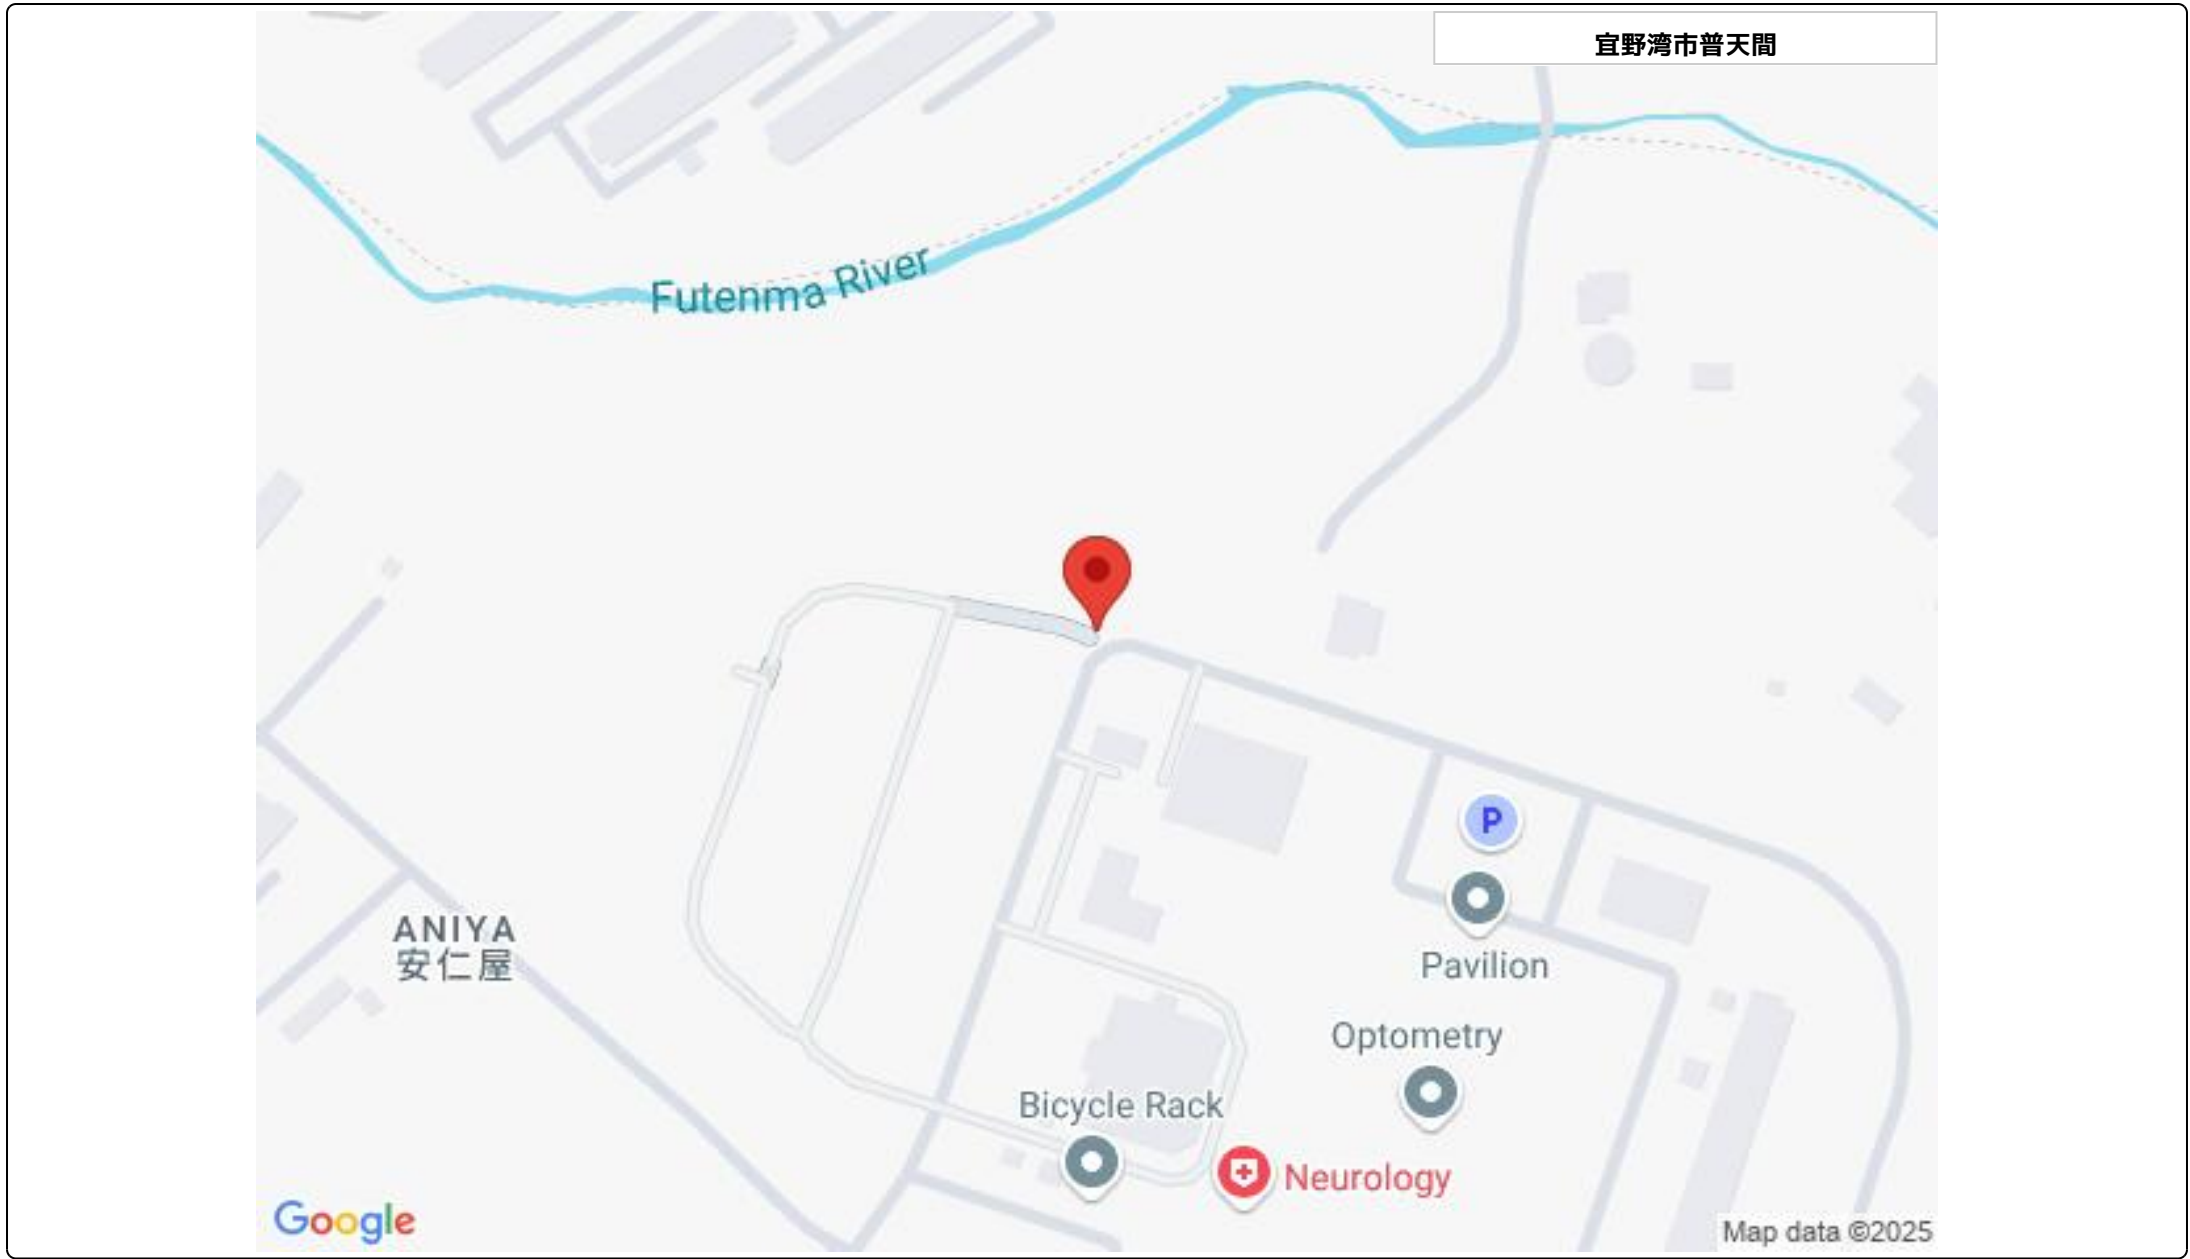 宜野湾市普天間
Futenma River
P
Pavilion
ANIYA
安仁屋
Optometry
Bicycle Rack
Neurology
Google
Map data ©2025